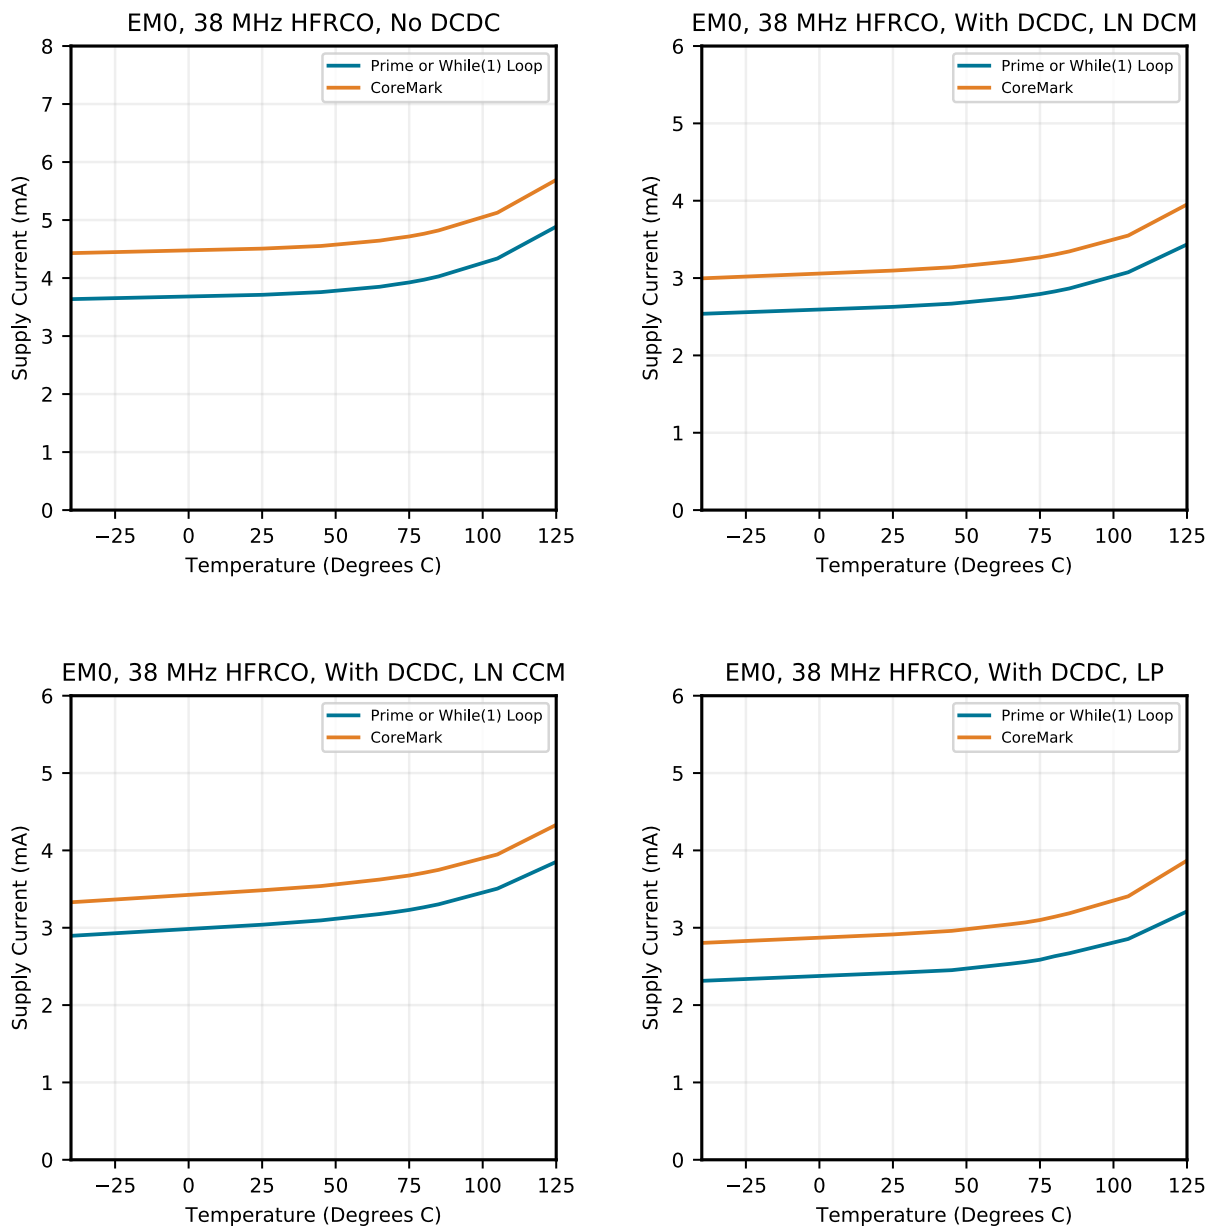 EM0, 38 MHz HFRCO, No DCDC
8
7
6
5
4
3
2
1
0
Supply Current (mA)
Prime or While(1) Loop
CoreMark
−25 0 25 50 75 100 125
Temperature (Degrees C)
EM0, 38 MHz HFRCO, With DCDC, LN DCM
6
5
4
3
2
1
0
Supply Current (mA)
Prime or While(1) Loop
CoreMark
−25 0 25 50 75 100 125
Temperature (Degrees C)
EM0, 38 MHz HFRCO, With DCDC, LN CCM
6
5
4
3
2
1
0
Supply Current (mA)
Prime or While(1) Loop
CoreMark
−25 0 25 50 75 100 125
Temperature (Degrees C)
EM0, 38 MHz HFRCO, With DCDC, LP
6
5
4
3
2
1
0
Supply Current (mA)
Prime or While(1) Loop
CoreMark
−25 0 25 50 75 100 125
Temperature (Degrees C)